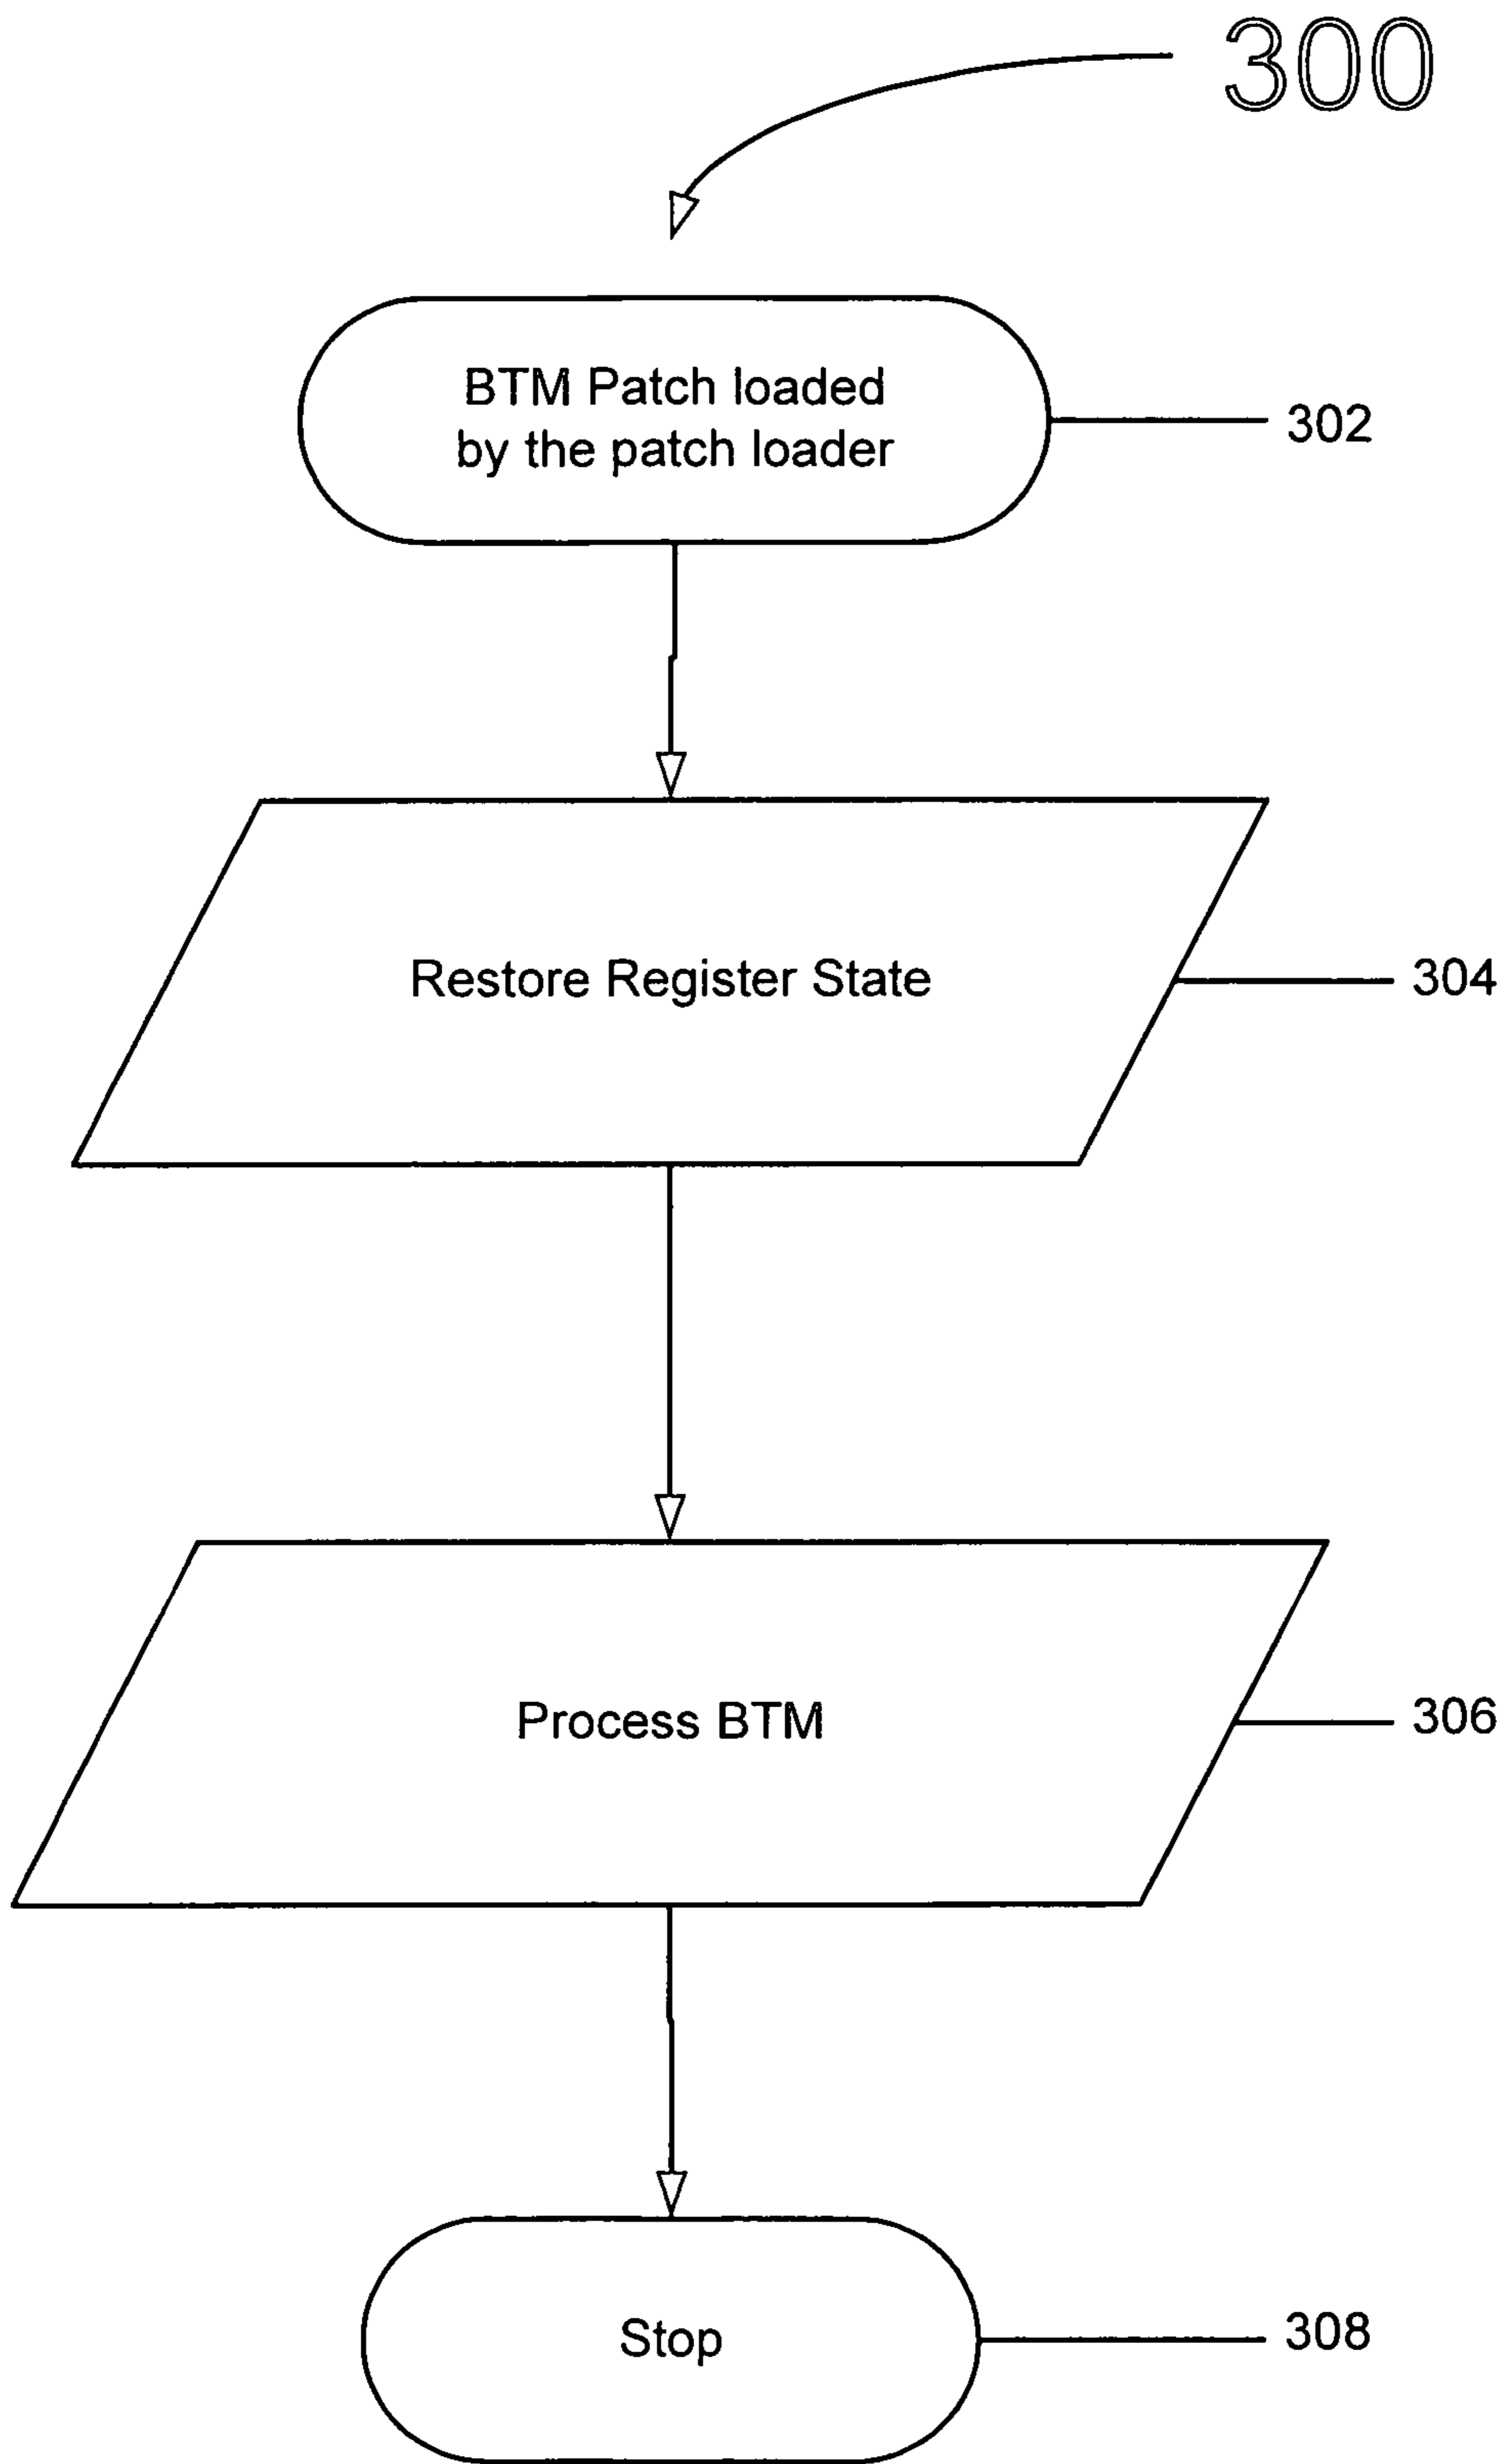 300
BTM Patch loaded
by the patch loader
302
Restore Register State
304
Process BTM
306
Stop
308